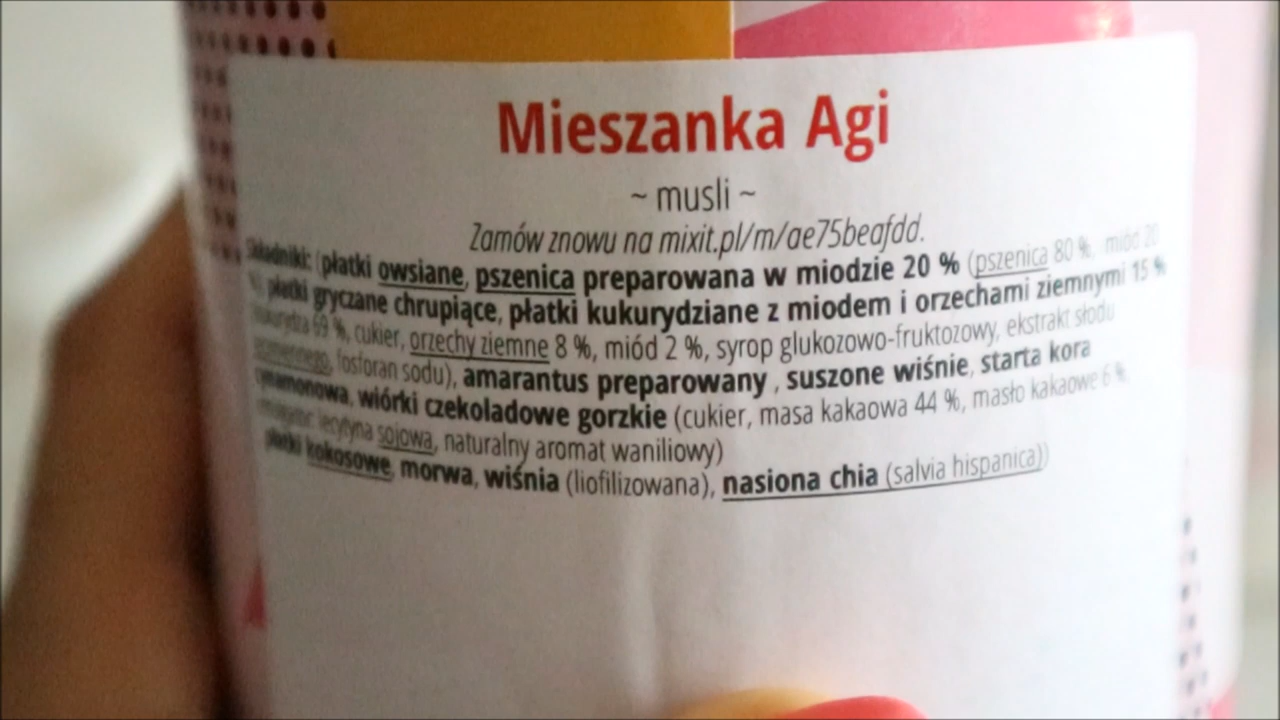 Mieszanka Agi
~ musli ~
Zamów znowu na mixit.pl/m/ae75beafdd.
Składniki: (płatki owsiane, pszenica preparowana w miodzie 20 % (pszenica 80 %, miód 20
%), płatki gryczane chrupiące, płatki kukurydziane z miodem i orzechami ziemnymi 15 %
kukurydza 69 %, cukier, orzechy ziemne 8 %, miód 2 %, syrop glukozowo-fruktozowy, ekstrakt słodu
jęczmiennego, fosforan sodu), amarantus preparowany , suszone wiśnie, starta kora
cynamonowa, wiórki czekoladowe gorzkie (cukier, masa kakaowa 44 %, masło kakaowe 6 %,
lecytyna sojowa, naturalny aromat waniliowy)
płatki kokosowe, morwa, wiśnia (liofilizowana), nasiona chia (salvia hispanica))